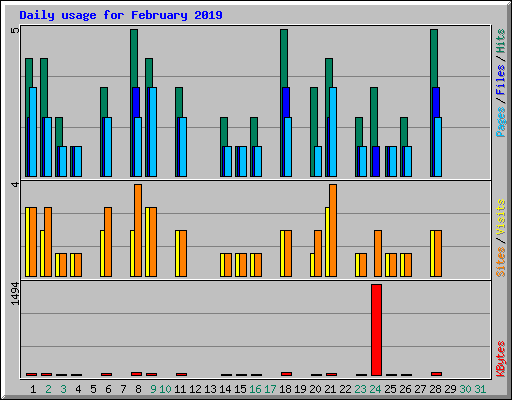 Daily usage for February 2019
5
Pages / Files / Hits
4
Sites / Visits
1494
KBytes
1 2 3 4 5 6 7 8 9 10 11 12 13 14 15 16 17 18 19 20 21 22 23 24 25 26 27 28 29 30 31